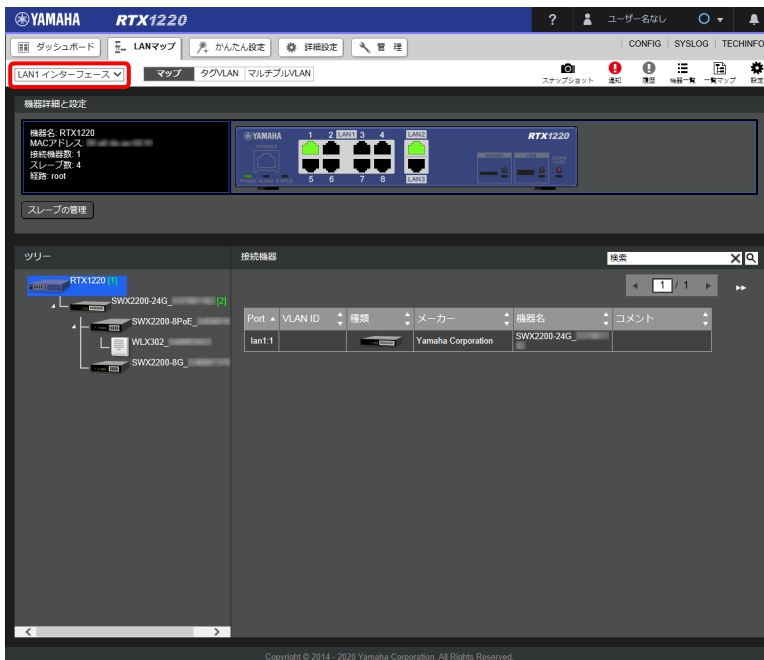 YAMAHA RTX1220 ? ユーザーなし
ダッシュボード LANマップ かんたん設定 詳細設定 管 理 CONFIG SYSLOG TECHINFO
LAN1 インターフェース マップ タグVLAN マルチプルVLAN
スナップショット 通知 履歴 機器一覧 一覧マップ 設定
機器詳細と設定
機器名: RTX1220
MACアドレス:
接続機器数: 1
スレーブ数: 4
経路: root
YAMAHA 1 2 LAN1 3 4 LAN2 RTX1220
5 6 7 8 LAN3
スレーブの管理
ツリー
RTX1220 [1]
SWX2200-24G_ [2]
SWX2200-8PoE_
WLX302_
SWX2200-8G_
接続機器 検索
1 / 1
Port VLAN ID 種類 メーカー 機器名 コメント
lan1:1 Yamaha Corporation SWX2200-24G_
Copyright © 2014 - 2020 Yamaha Corporation. All Rights Reserved.